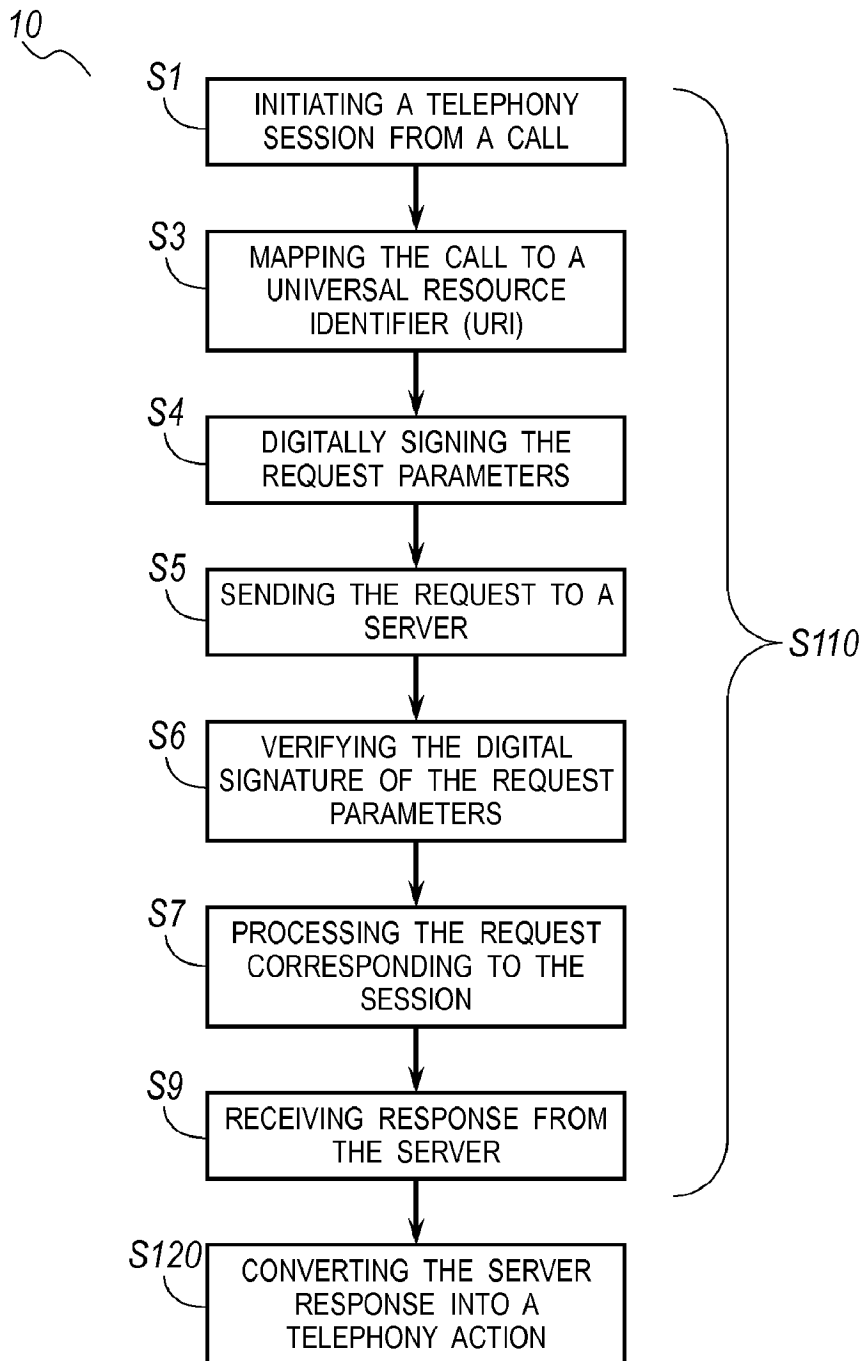 10
S1
INITIATING A TELEPHONY
SESSION FROM A CALL
S3
MAPPING THE CALL TO A
UNIVERSAL RESOURCE
IDENTIFIER (URI)
S4
DIGITALLY SIGNING THE
REQUEST PARAMETERS
S5
SENDING THE REQUEST TO A
SERVER
S110
S6
VERIFYING THE DIGITAL
SIGNATURE OF THE REQUEST
PARAMETERS
S7
PROCESSING THE REQUEST
CORRESPONDING TO THE
SESSION
S9
RECEIVING RESPONSE FROM
THE SERVER
S120
CONVERTING THE SERVER
RESPONSE INTO A
TELEPHONY ACTION